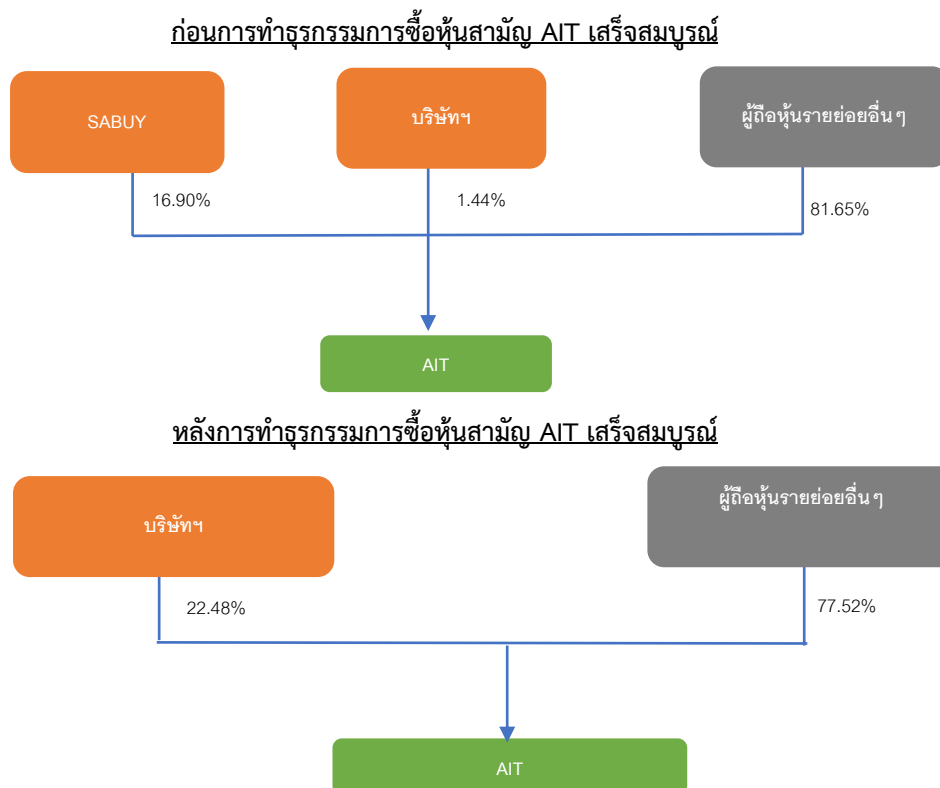 ก่อนการทำธุรกรรมการซื้อหุ้นสามัญ AIT เสร็จสมบูรณ์
SABUY
บริษัทฯ
ผู้ถือหุ้นรายย่อยอื่นๆ
16.90%
1.44%
81.65%
AIT
หลังการทำธุรกรรมการซื้อหุ้นสามัญ AIT เสร็จสมบูรณ์
บริษัทฯ
ผู้ถือหุ้นรายย่อยอื่นๆ
22.48%
77.52%
AIT